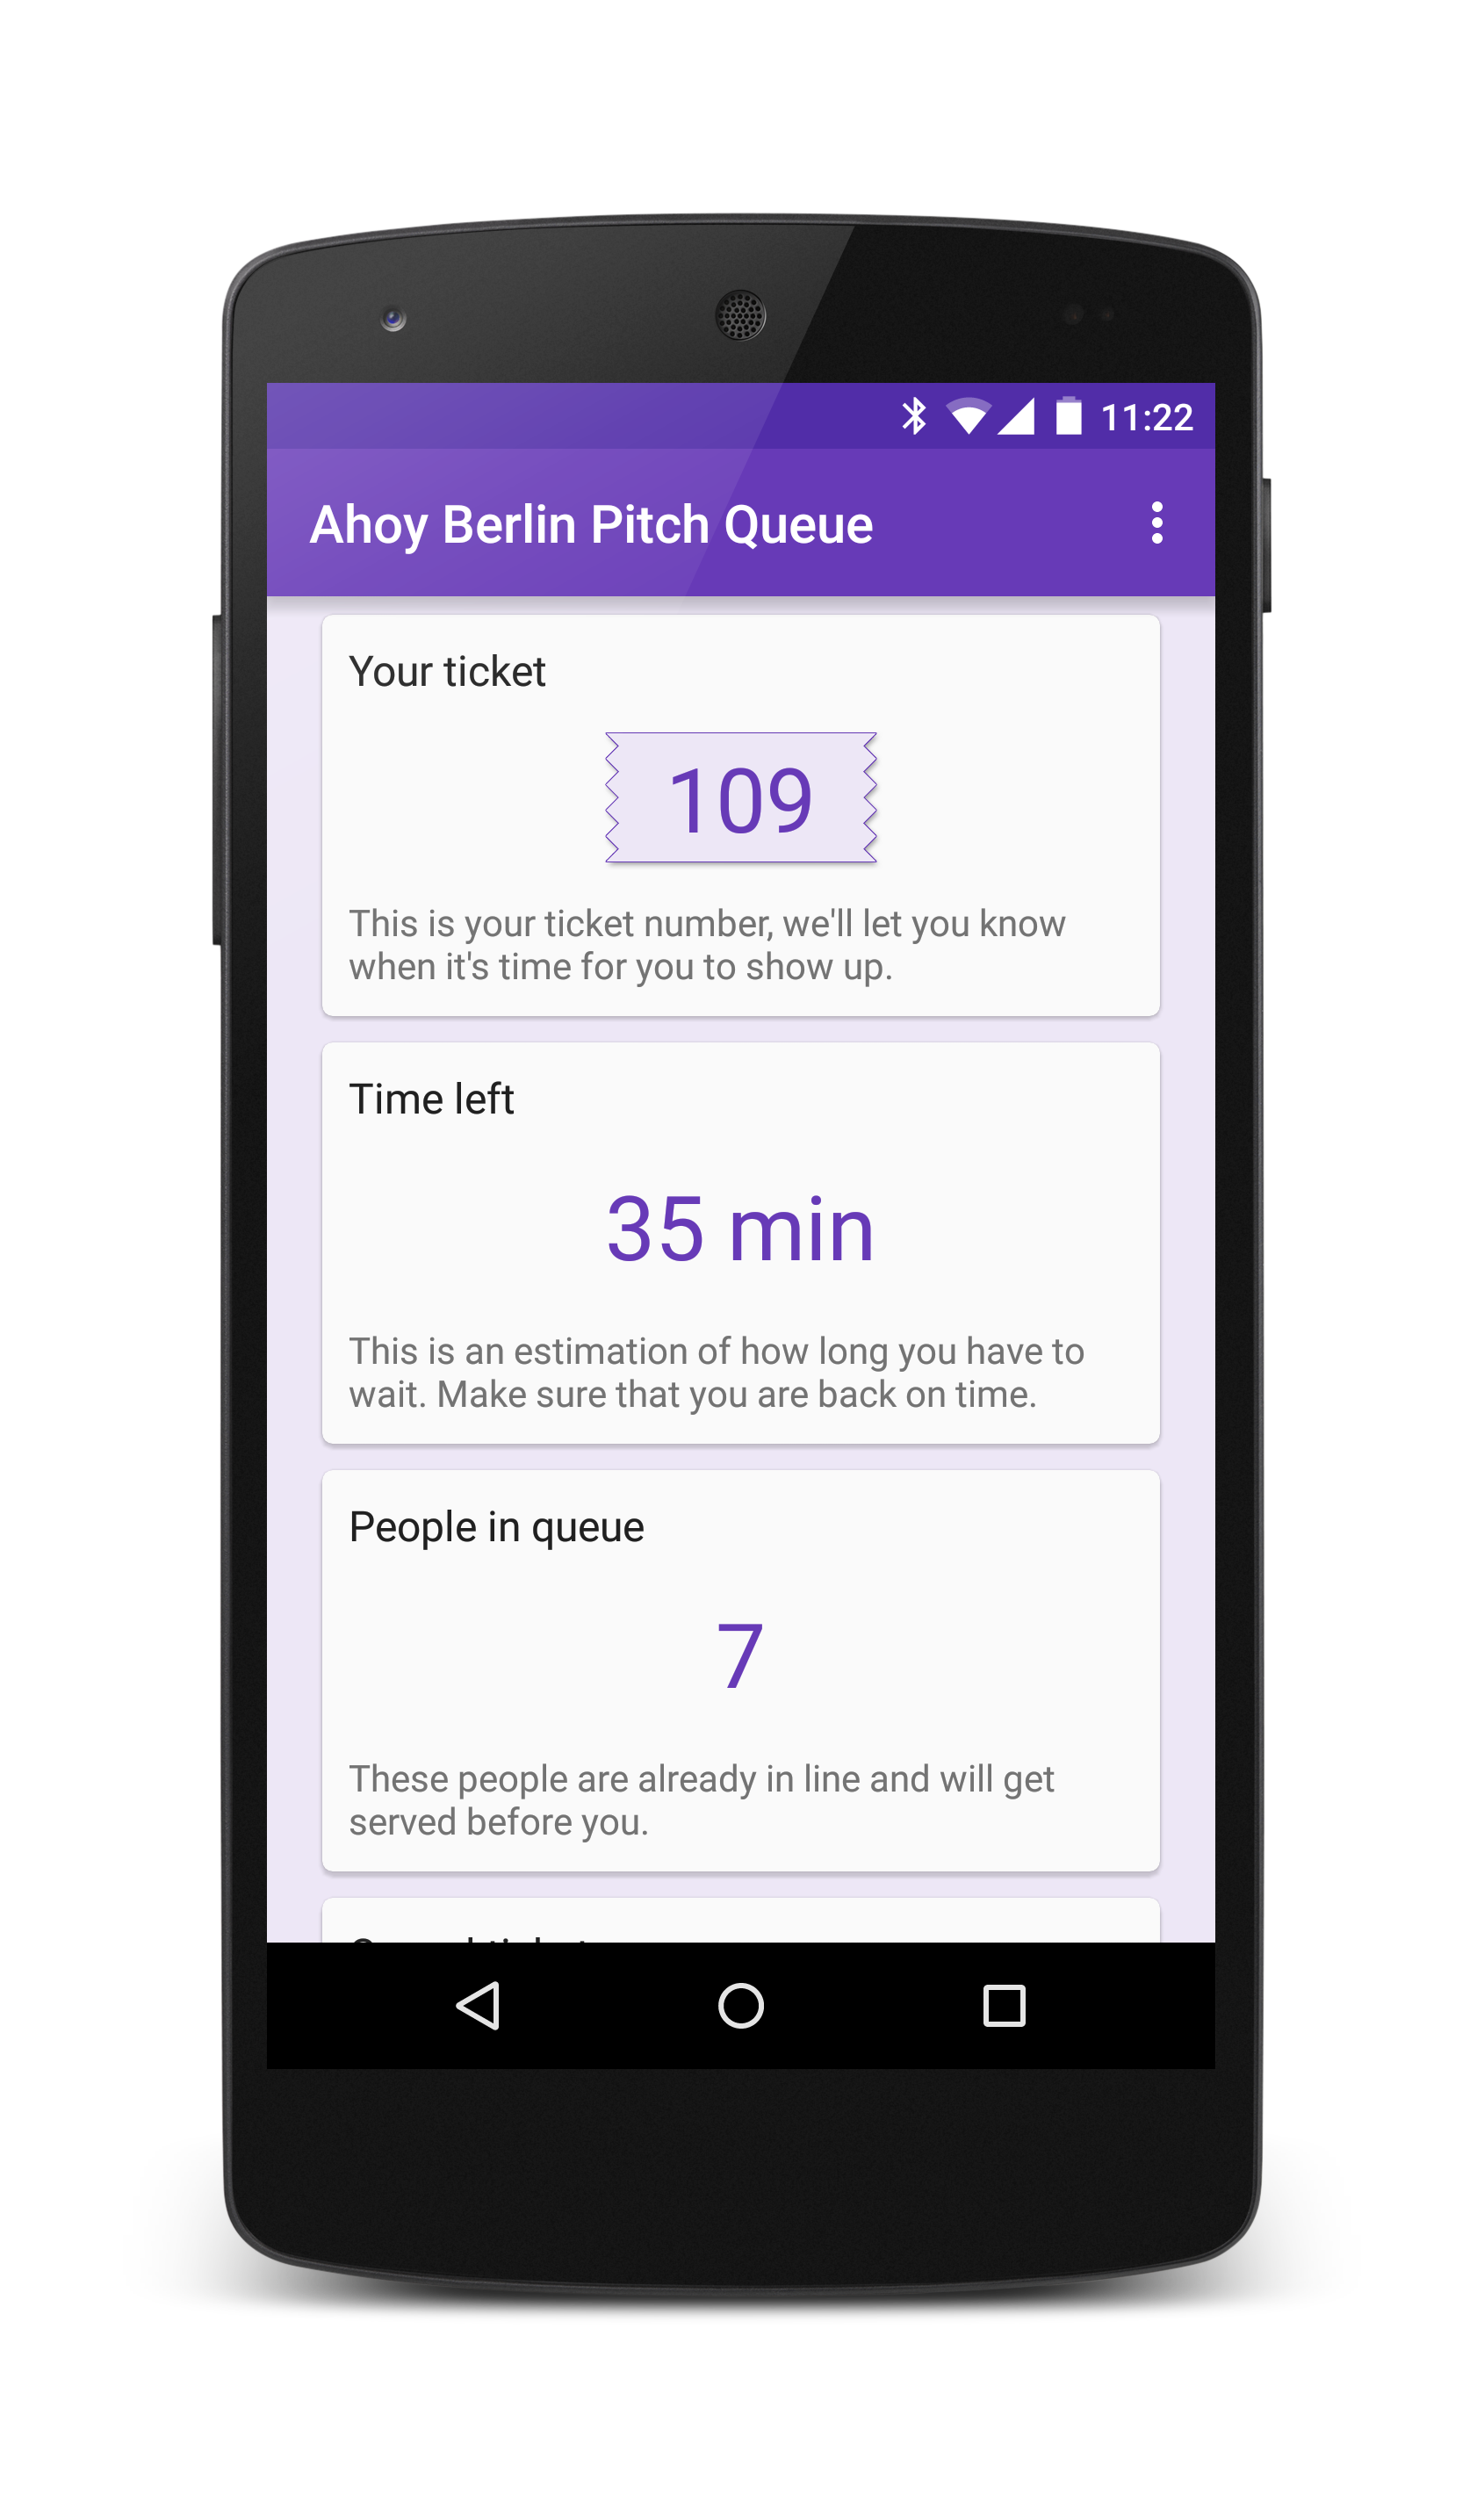 11:22
Ahoy Berlin Pitch Queue
Your ticket
109
This is your ticket number, we'll let you know
when it's time for you to show up.
Time left
35 min
This is an estimation of how long you have to
wait. Make sure that you are back on time.
People in queue
7
These people are already in line and will get
served before you.